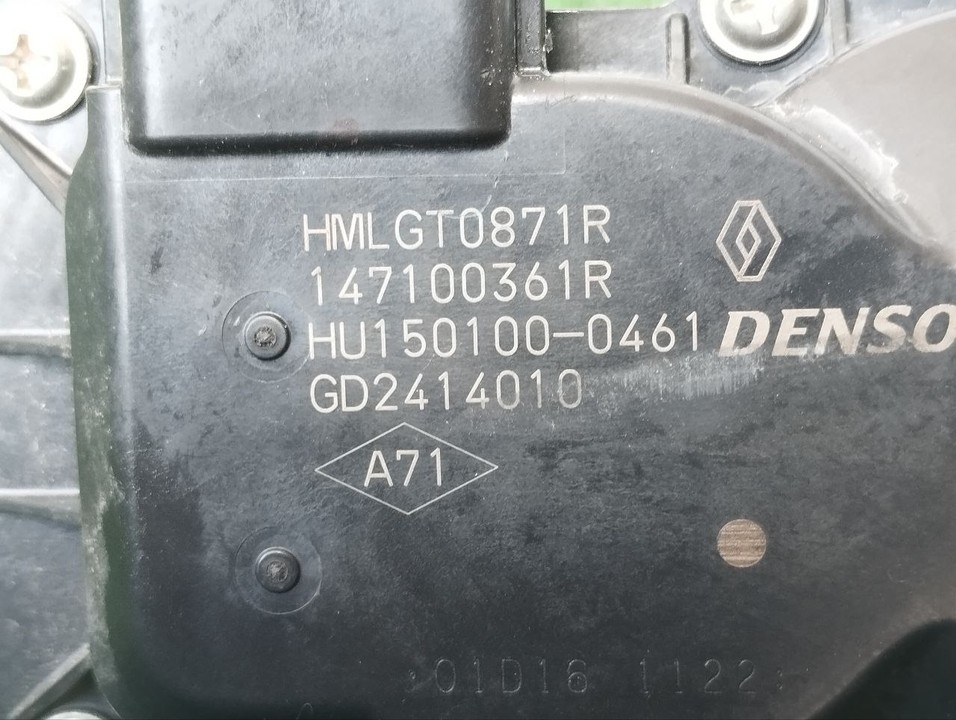 HMLGT0871R
147100361R
HU150100-0461
DENSO
GD2414010
A71
01D16 1122